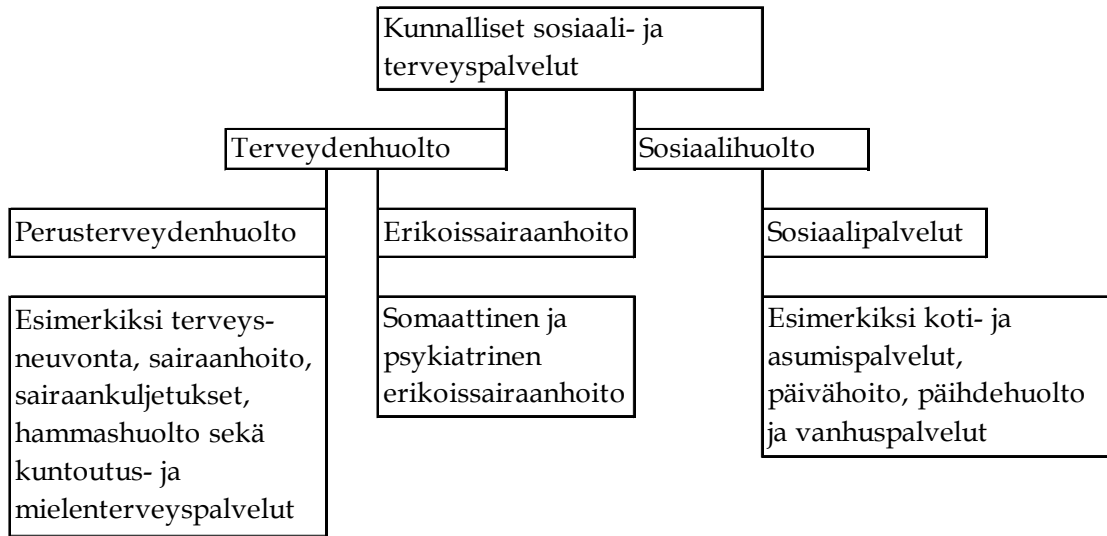 Kunnalliset sosiaali- ja
terveyspalvelut
Terveydenhuolto
Sosiaalihuolto
Perusterveydenhuolto
Erikoissairaanhoito
Sosiaalipalvelut
Esimerkiksi terveys-
neuvonta, sairaanhoito,
sairaankuljetukset,
hammashuolto sekä
kuntoutus- ja
mielenterveyspalvelut
Somaattinen ja
psykiatrinen
erikoissairaanhoito
Esimerkiksi koti- ja
asumispalvelut,
päivähoito, päihdehuolto
ja vanhuspalvelut